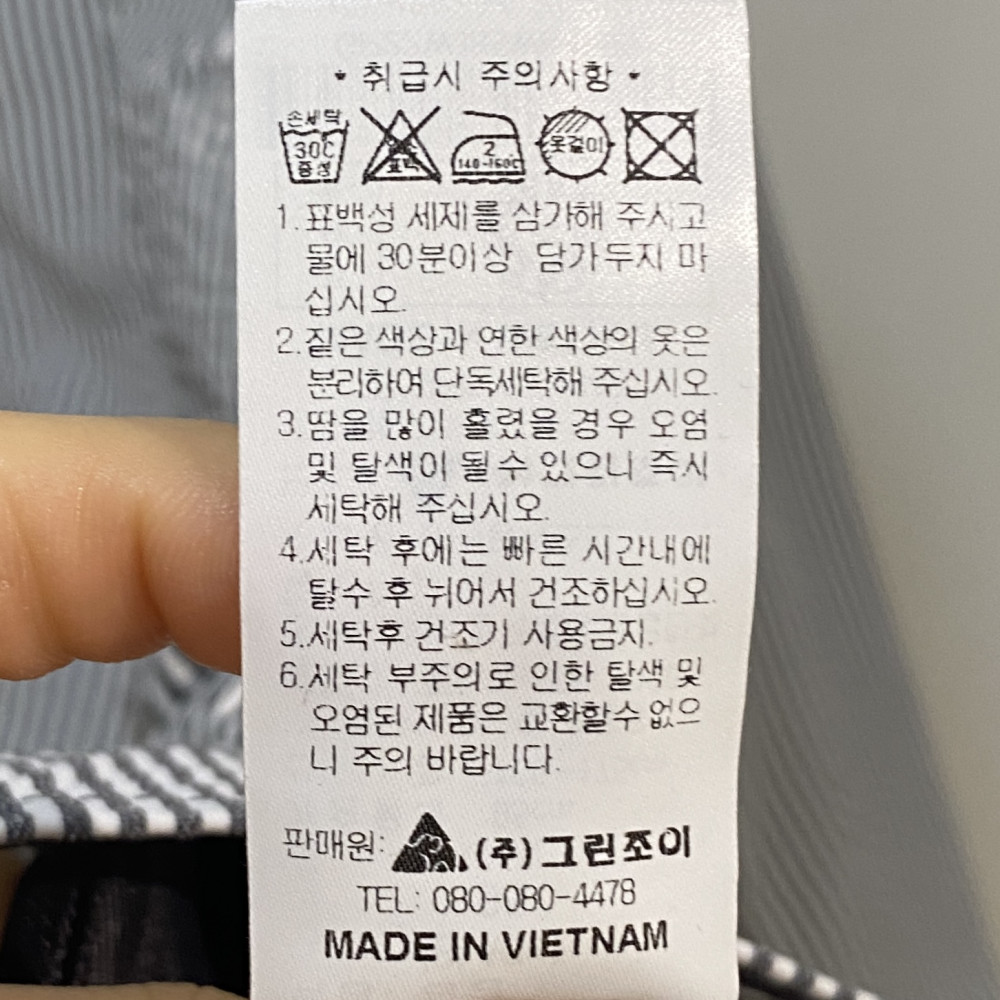 • 취급시 주의사항 •
손세탁
30℃
중성
표백
2
140~160℃
옷걸이
1. 표백성 세제를 삼가해 주시고
물에 30분이상 담가두지 마
십시오.
2. 짙은 색상과 연한 색상의 옷은
분리하여 단독세탁해 주십시오.
3. 땀을 많이 흘렸을 경우 오염
및 탈색이 될수 있으니 즉시
세탁해 주십시오.
4. 세탁 후에는 빠른 시간내에
탈수 후 뉘어서 건조하십시오.
5. 세탁후 건조기 사용금지.
6. 세탁 부주의로 인한 탈색 및
오염된 제품은 교환할수 없으
니 주의 바랍니다.
판매원: (주)그린조이
TEL: 080-080-4478
MADE IN VIETNAM